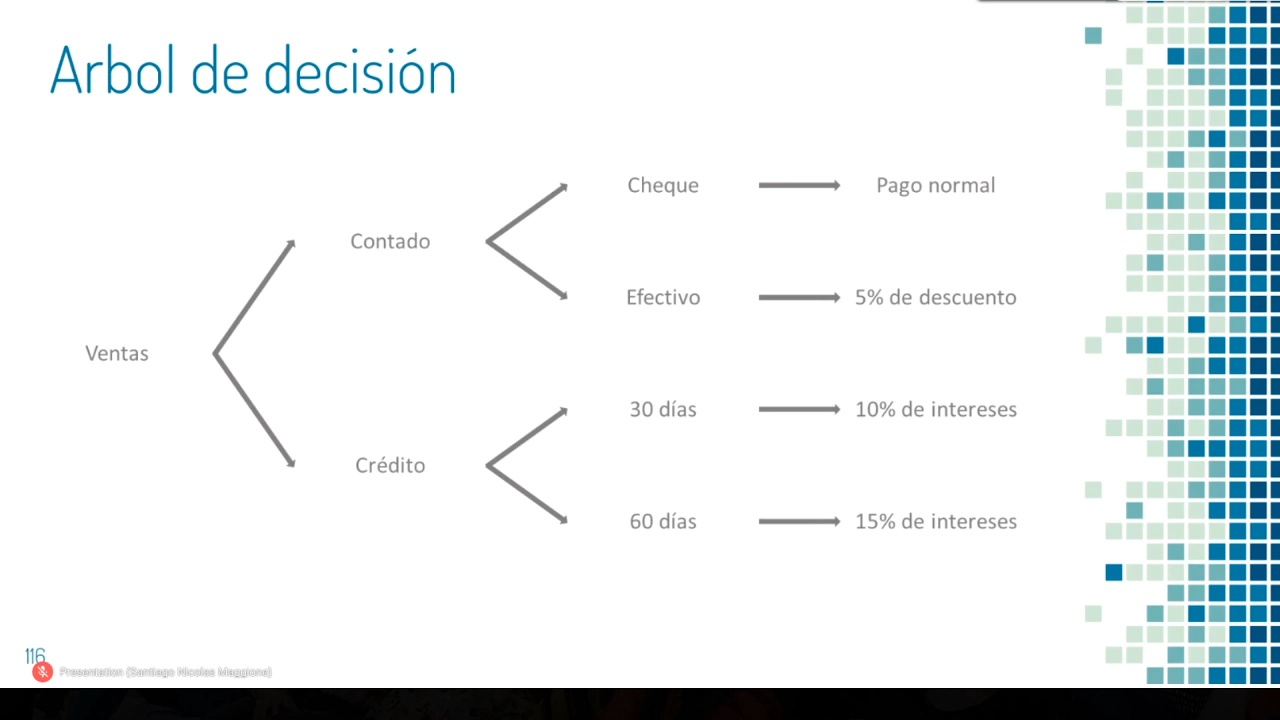 Arbol de decisión
Cheque
Pago normal
Contado
Efectivo
5% de descuento
Ventas
30 días
10% de intereses
Crédito
60 días
15% de intereses
116
Presentation (Santiago Nicolas Maggione)